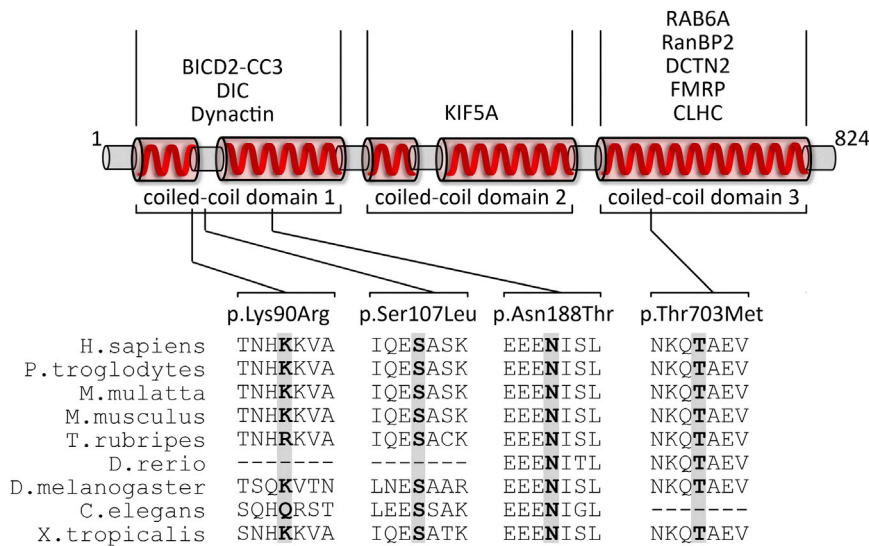 RAB6A
RanBP2
DCTN2
FMRP
CLHC
BICD2-CC3
DIC
Dynactin
KIF5A
1
824
coiled-coil domain 1
coiled-coil domain 2
coiled-coil domain 3
p.Lys90Arg p.Ser107Leu p.Asn188Thr p.Thr703Met
H.sapiens TNHKKVA IQESASK EEENISL NKQTAEV
P.troglodytes TNHKKVA IQESASK EEENISL NKQTAEV
M.mulatta TNHKKVA IQESASK EEENISL NKQTAEV
M.musculus TNHKKVA IQESASK EEENISL NKQTAEV
T.rubripes TNHRKVA IQESACK EEENISL NKQTAEV
D.rerio ------- ------- EEENITL NKQTAEV
D.melanogaster TSQKVTN LNESAAR EEENISL NKQTAEV
C.elegans SQHQRST LEESSAK EEENIGL -------
X.tropicalis SNHKKVA IQESATK EEENISL NKQTAEV